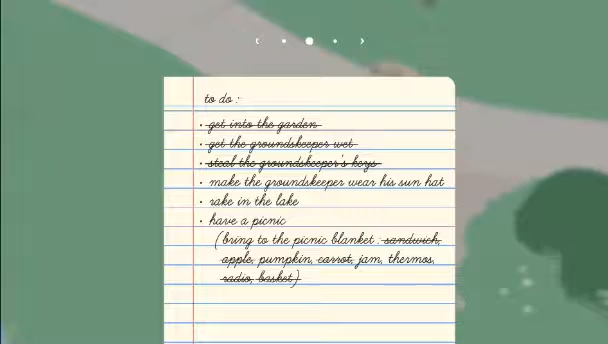 to do:
• get into the garden
• get the groundskeeper wet
• steal the groundskeeper's keys
• make the groundskeeper wear his sun hat
• rake in the lake
• have a picnic
(bring to the picnic blanket: sandwich,
apple, pumpkin, carrot, jam, thermos,
radio, basket)